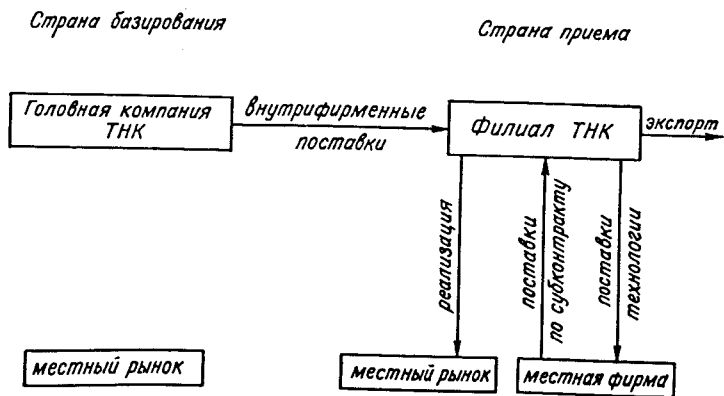 Страна базирования
Страна приема
Головная компания
ТНК
внутрифирменные
поставки
Филиал ТНК
экспорт
реализация
поставки
по субконтракту
поставки
технологии
местный рынок
местный рынок
местная фирма